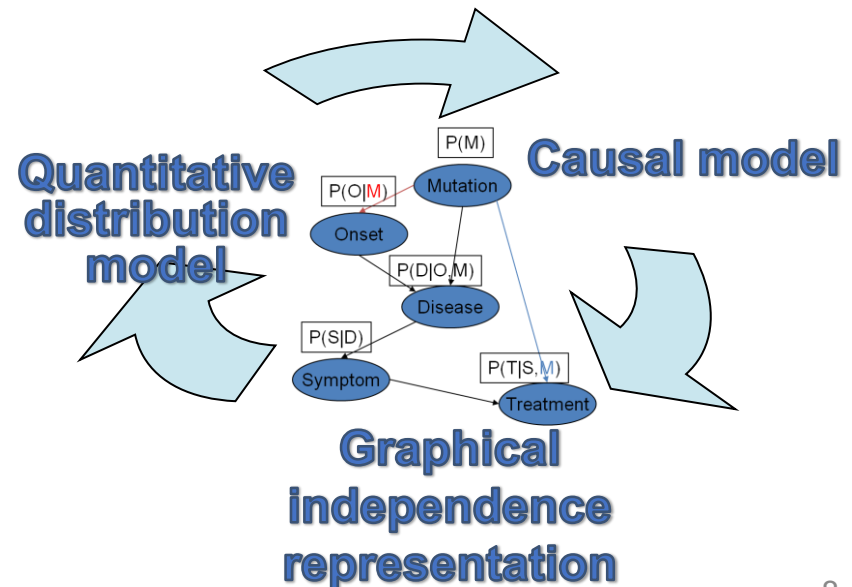 P(M)
Causal model
Quantitative
distribution
model
P(O|M)
Mutation
Onset
P(D|O,M)
Disease
P(S|D)
Symptom
P(T|S,M)
Treatment
Graphical
independence
representation